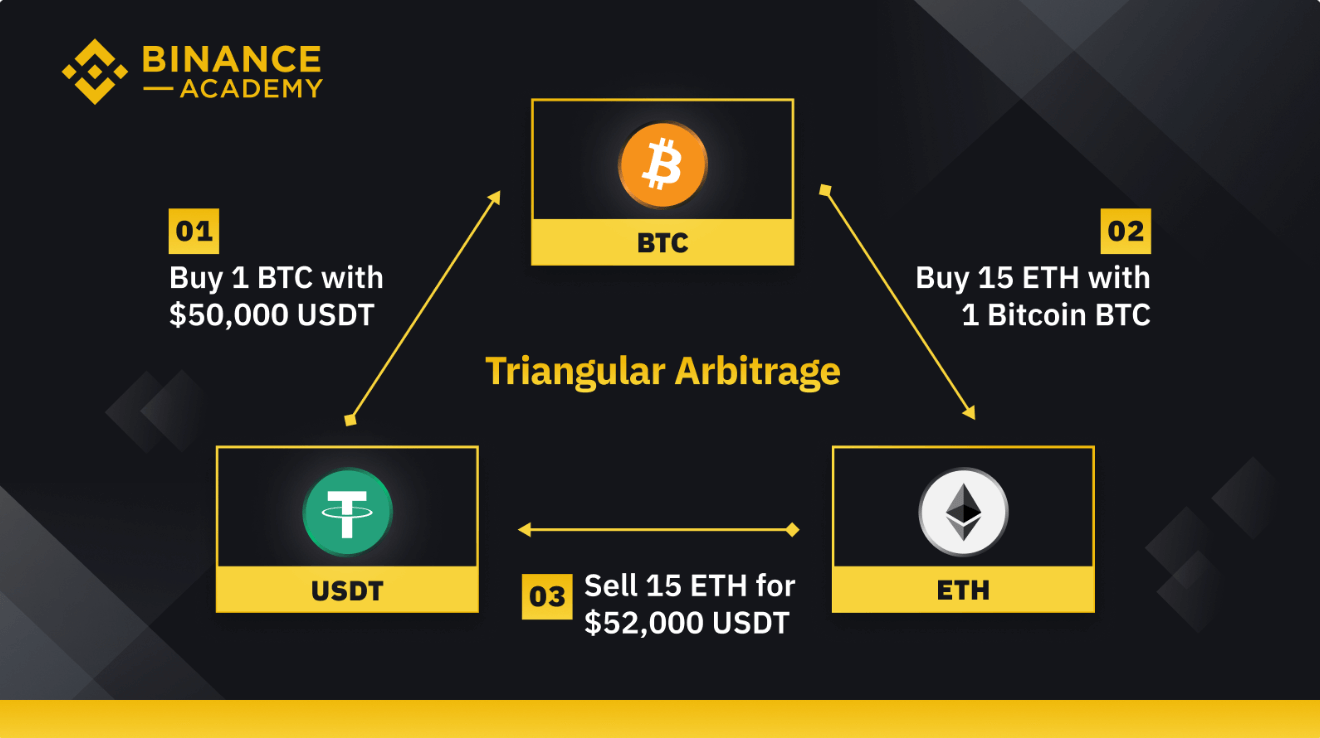 BINANCE
ACADEMY
BTC
01
Buy 1 BTC with
$50,000 USDT
02
Buy 15 ETH with
1 Bitcoin BTC
Triangular Arbitrage
USDT
03
Sell 15 ETH for
$52,000 USDT
ETH